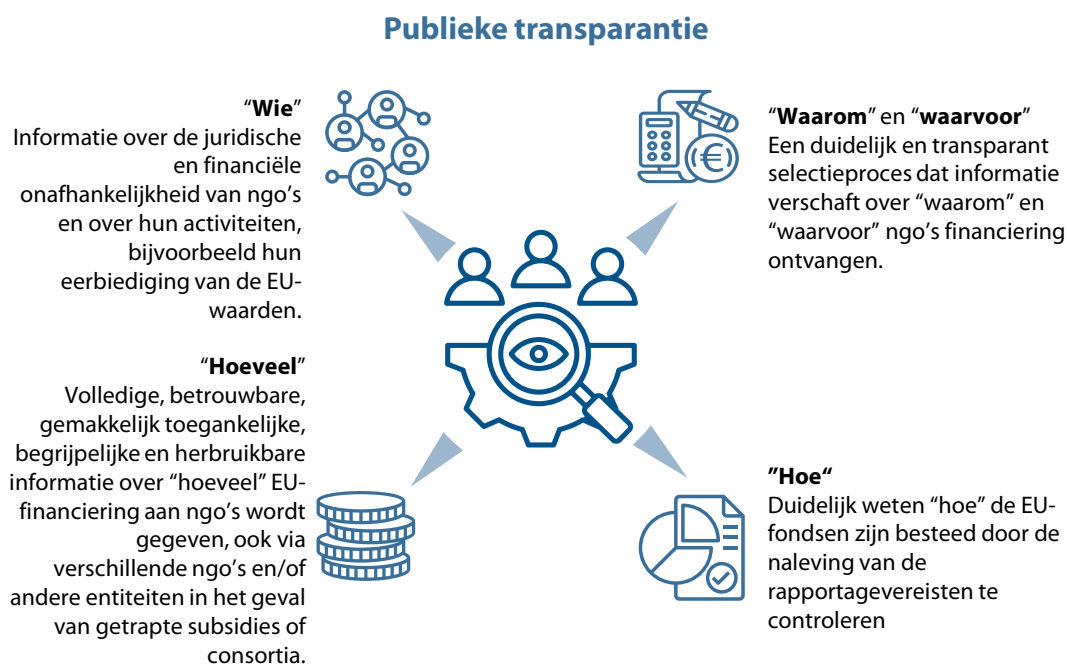 Publieke transparantie
“Wie”
Informatie over de juridische
en financiële
onafhankelijkheid van ngo’s
en over hun activiteiten,
bijvoorbeeld hun
eerbiediging van de EU-
waarden.
“Waarom” en “waarvoor”
Een duidelijk en transparant
selectieproces dat informatie
verschaft over “waarom” en
“waarvoor” ngo’s financiering
ontvangen.
“Hoeveel”
Volledige, betrouwbare,
gemakkelijk toegankelijke,
begrijpelijke en herbruikbare
informatie over “hoeveel” EU-
financiering aan ngo’s wordt
gegeven, ook via
verschillende ngo’s en/of
andere entiteiten in het geval
van getrapte subsidies of
consortia.
”Hoe“
Duidelijk weten “hoe” de EU-
fondsen zijn besteed door de
naleving van de
rapportagevereisten te
controleren